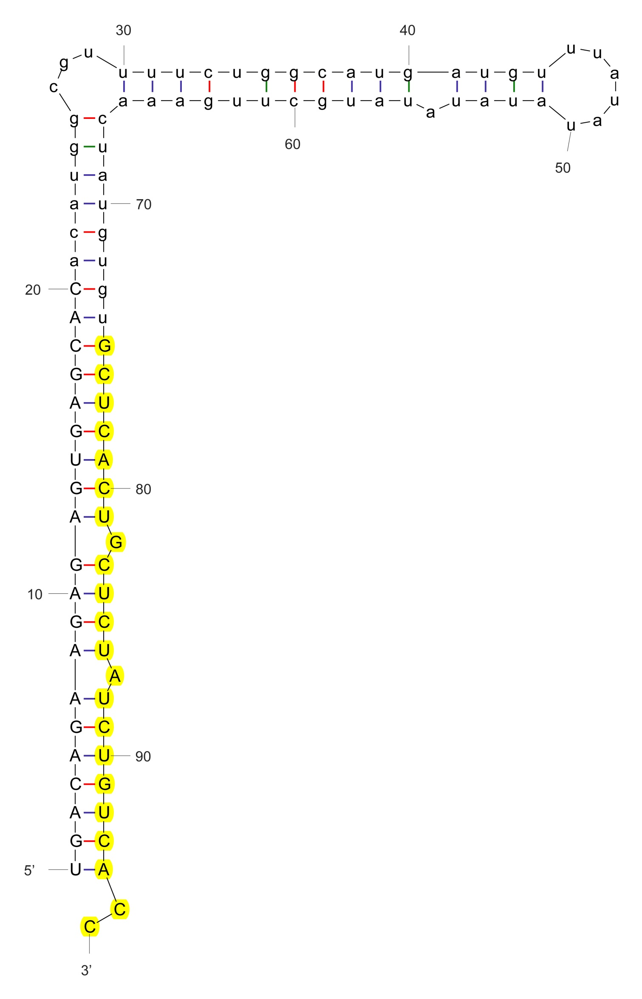 30 40
u u u
g
u u u c u g g c a u g a u g u a
c
a a a g u u c g u a u u a u a u
a
g c a
u
60
g u
50
u a
a u 70
c g
a u
20 C g
A u
C G
G C
A U
G C
U A
G C 80
A U
G
G C
10 A U
G C
A U
A
A U
G C
A U 90
C G
A U
G C
5’ U A
C
C
3’